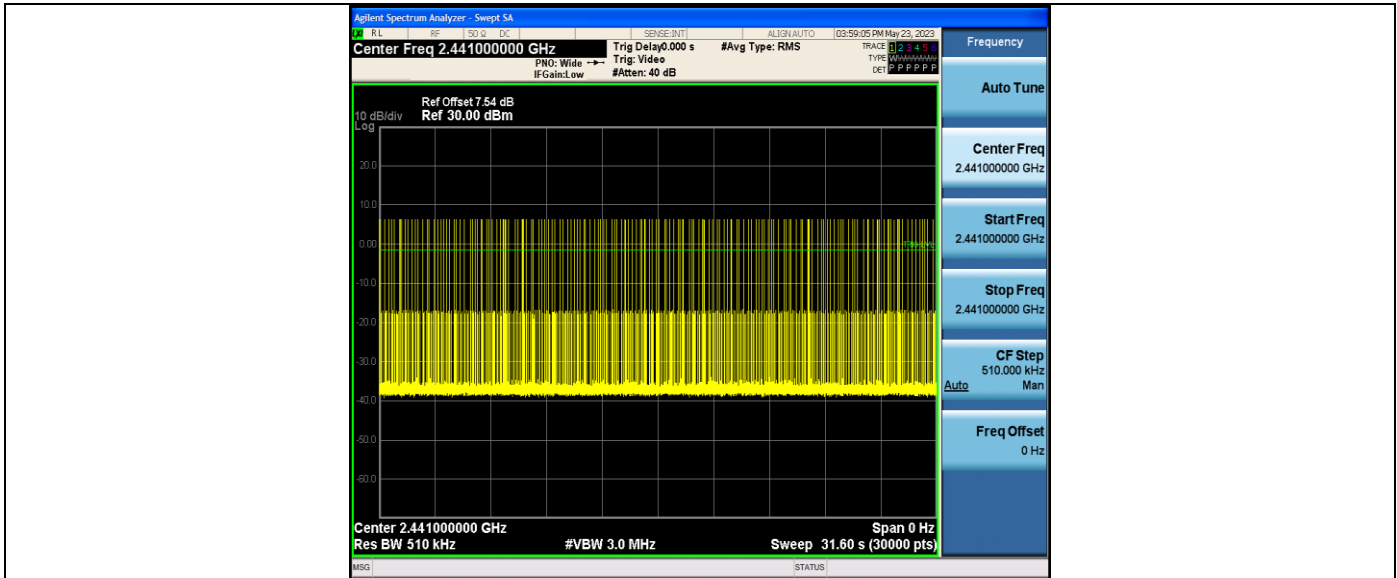 Agilent Spectrum Analyzer - Swept SA
RL RF 50 Ω DC SENSE:INT ALIGNAUTO 03:59:05 PM May 23, 2023
Center Freq 2.441000000 GHz
PNO: Wide
IFGain:Low
Trig Delay0.000 s
Trig: Video
#Atten: 40 dB
#Avg Type: RMS
TRACE 1 2 3 4 5 6
TYPE
DET P P P P P P
Frequency
Auto Tune
Center Freq
2.441000000 GHz
Start Freq
2.441000000 GHz
Stop Freq
2.441000000 GHz
CF Step
510.000 kHz
Auto Man
Freq Offset
0 Hz
Ref Offset 7.54 dB
10 dB/div Ref 30.00 dBm
Log
20.0
10.0
0.00
-10.0
-20.0
-30.0
-40.0
-50.0
-60.0
Center 2.441000000 GHz Span 0 Hz
Res BW 510 kHz #VBW 3.0 MHz Sweep 31.60 s (30000 pts)
MSG STATUS